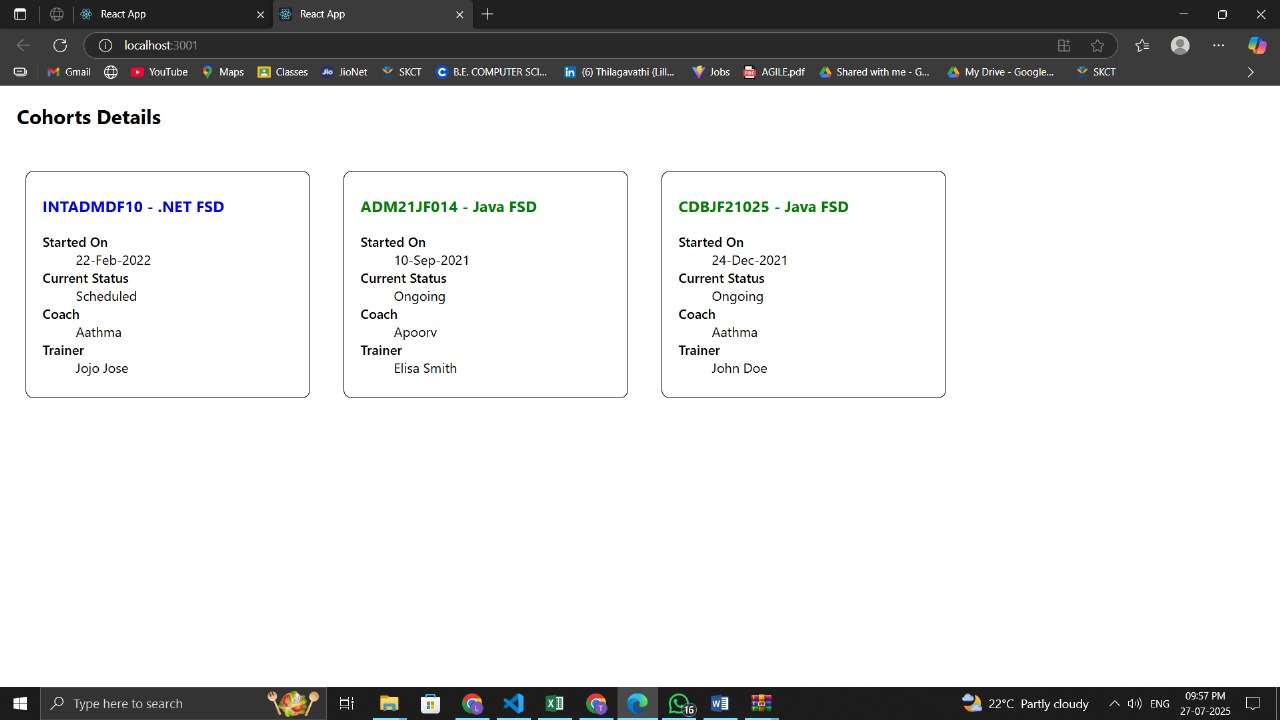 React App
React App
localhost:3001
Gmail
YouTube
Maps
Classes
Jio JioNet
SKCT
C B.E. COMPUTER SCI...
in (6) Thilagavathi (Lill...
Jobs
PDF AGILE.pdf
Shared with me - G...
My Drive - Google...
SKCT
Cohorts Details
INTADMDF10 - .NET FSD
Started On
22-Feb-2022
Current Status
Scheduled
Coach
Aathma
Trainer
Jojo Jose
ADM21JF014 - Java FSD
Started On
10-Sep-2021
Current Status
Ongoing
Coach
Apoorv
Trainer
Elisa Smith
CDBJF21025 - Java FSD
Started On
24-Dec-2021
Current Status
Ongoing
Coach
Aathma
Trainer
John Doe
Type here to search
16
22°C Partly cloudy
ENG
09:57 PM
27-07-2025